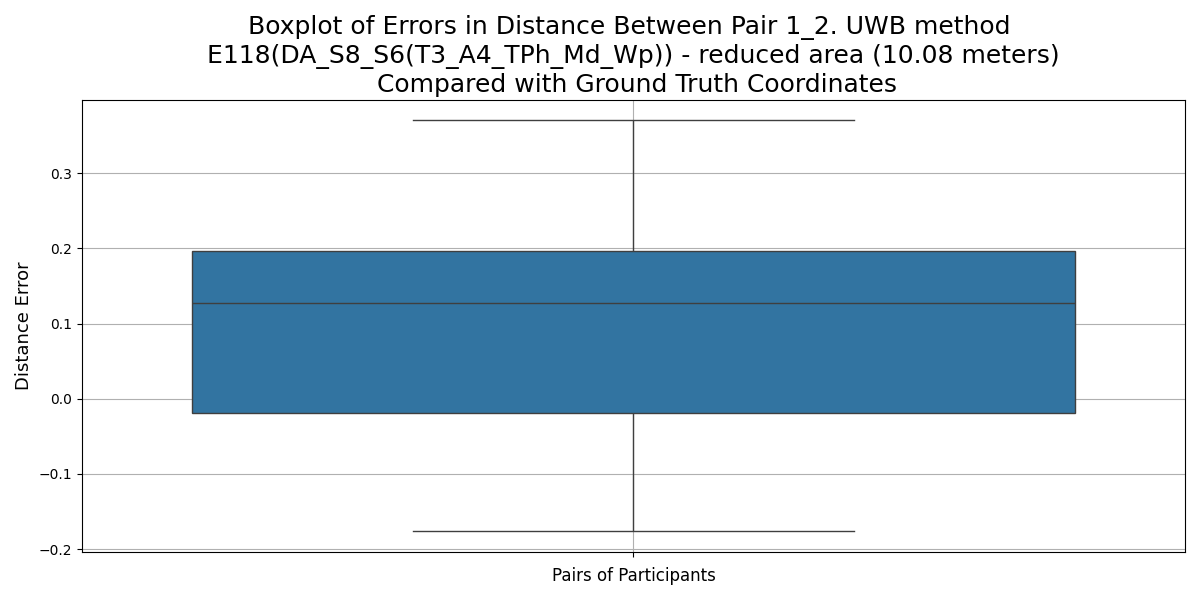 Boxplot of Errors in Distance Between Pair 1_2. UWB method
E118(DA_S8_S6(T3_A4_TPh_Md_Wp)) - reduced area (10.08 meters)
Compared with Ground Truth Coordinates
Distance Error
0.3
0.2
0.1
0.0
−0.1
−0.2
Pairs of Participants